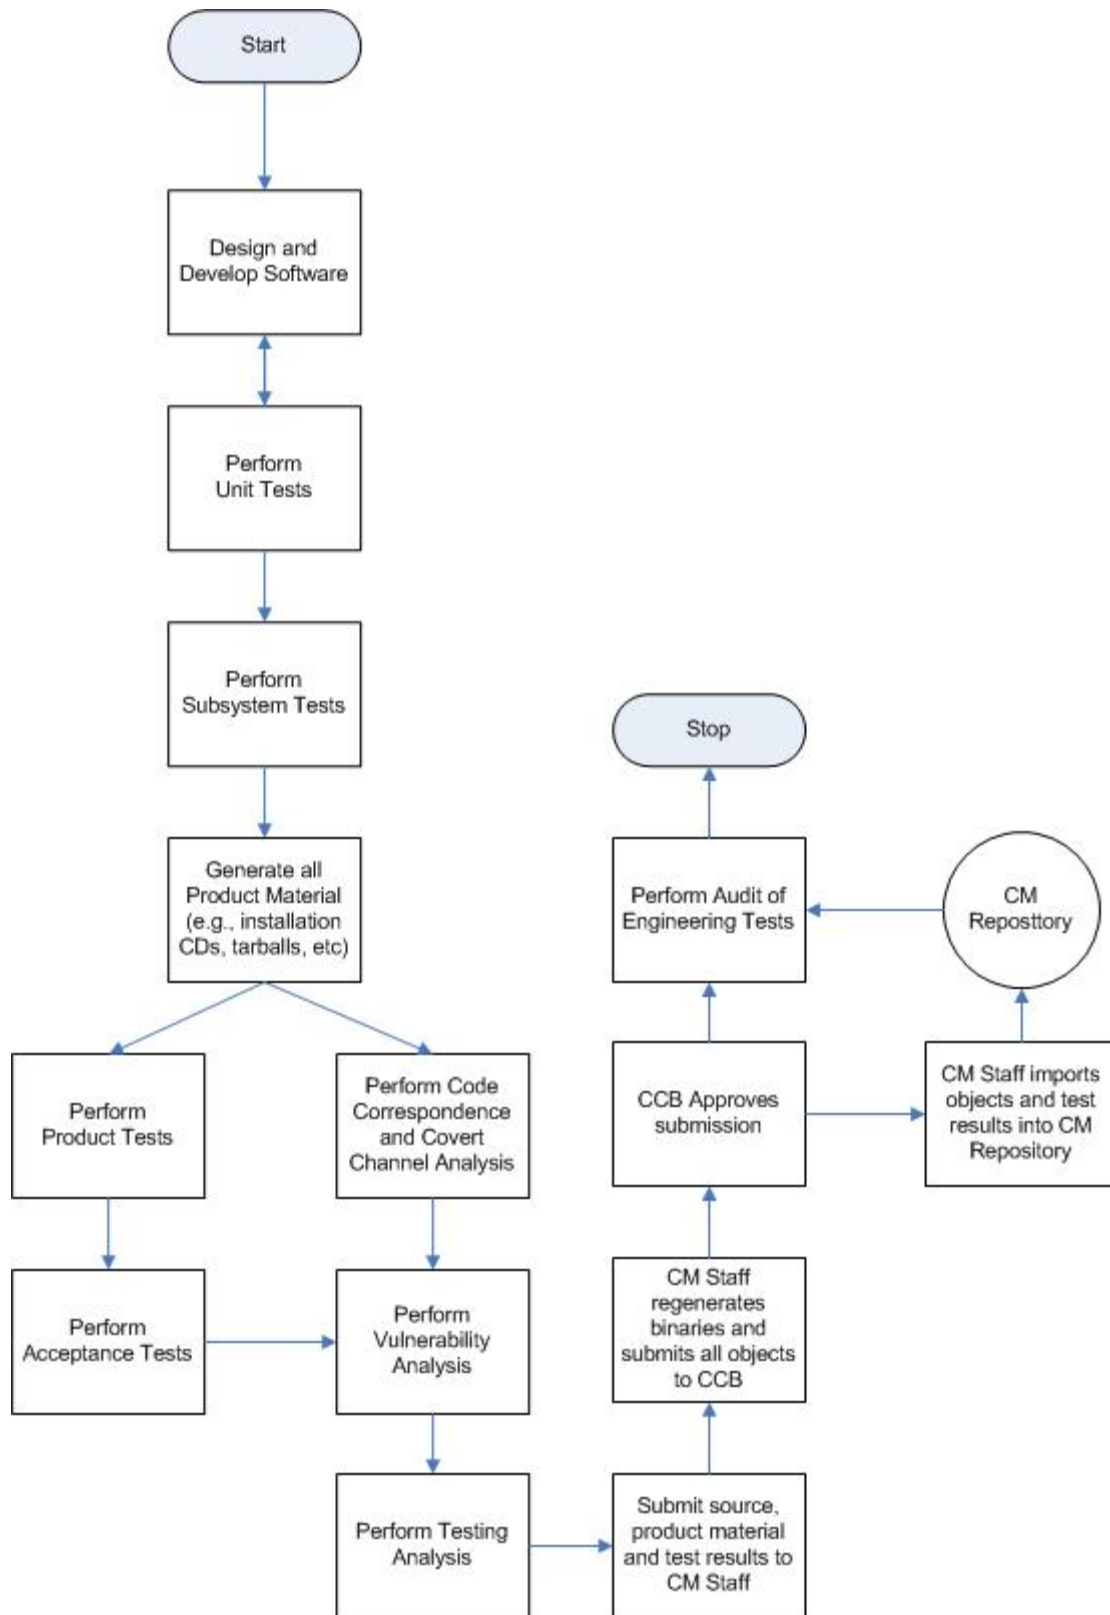 Start
Design and
Develop Software
Perform
Unit Tests
Perform
Subsystem Tests
Generate all
Product Material
(e.g., installation
CDs, tarballs, etc)
Perform
Product Tests
Perform Code
Correspondence
and Covert
Channel Analysis
Perform
Acceptance Tests
Perform
Vulnerability
Analysis
Perform Testing
Analysis
Submit source,
product material
and test results to
CM Staff
CM Staff
regenerates
binaries and
submits all objects
to CCB
CCB Approves
submission
CM Staff imports
objects and test
results into CM
Repository
CM
Reposttory
Perform Audit of
Engineering Tests
Stop